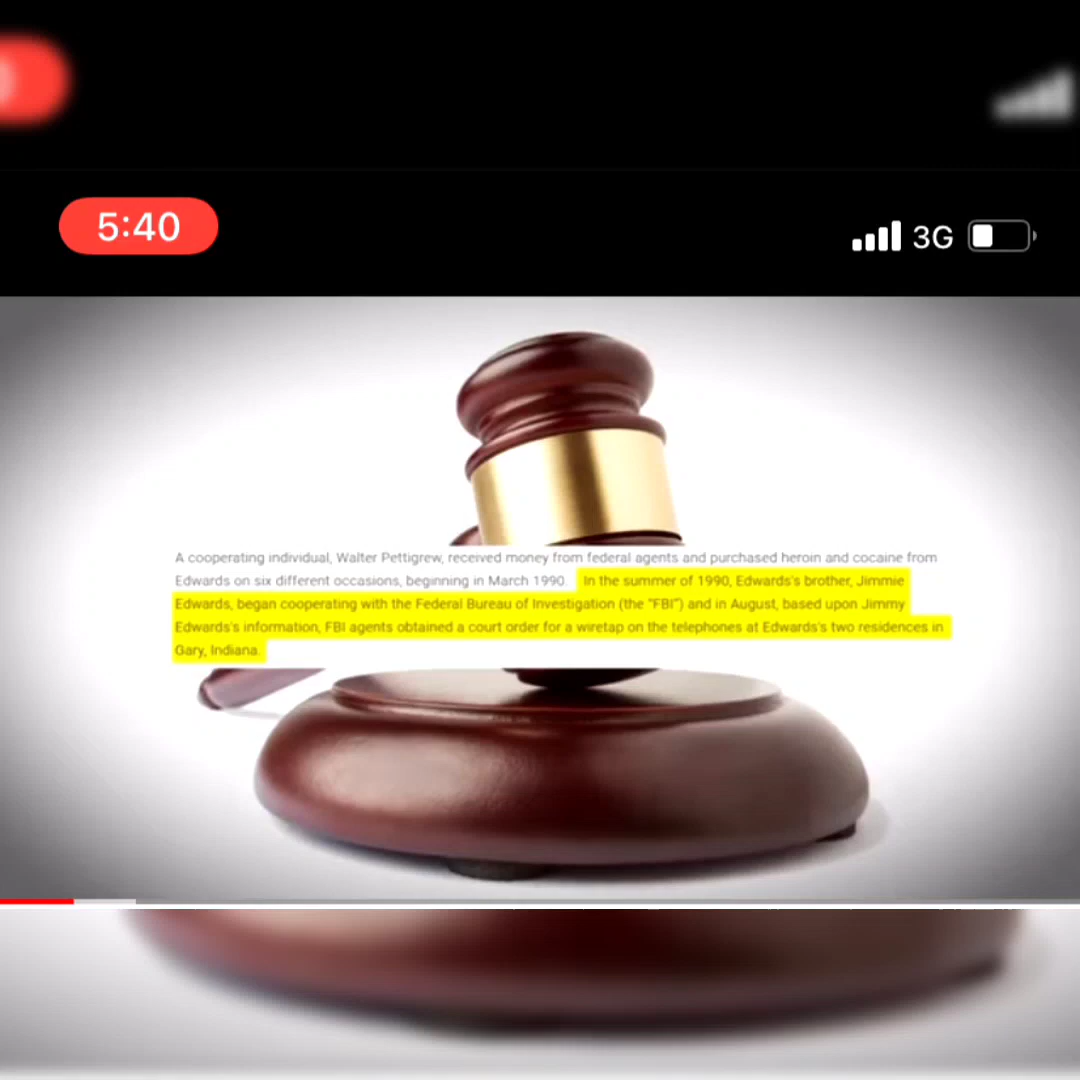 5:40
3G
A cooperating individual, Walter Pettigrew, received money from federal agents and purchased heroin and cocaine from
Edwards on six different occasions, beginning in March 1990. In the summer of 1990, Edwards's brother, Jimmie
Edwards, began cooperating with the Federal Bureau of Investigation (the "FBI") and in August, based upon Jimmy
Edwards's information, FBI agents obtained a court order for a wiretap on the telephones at Edwards's two residences in
Gary, Indiana.